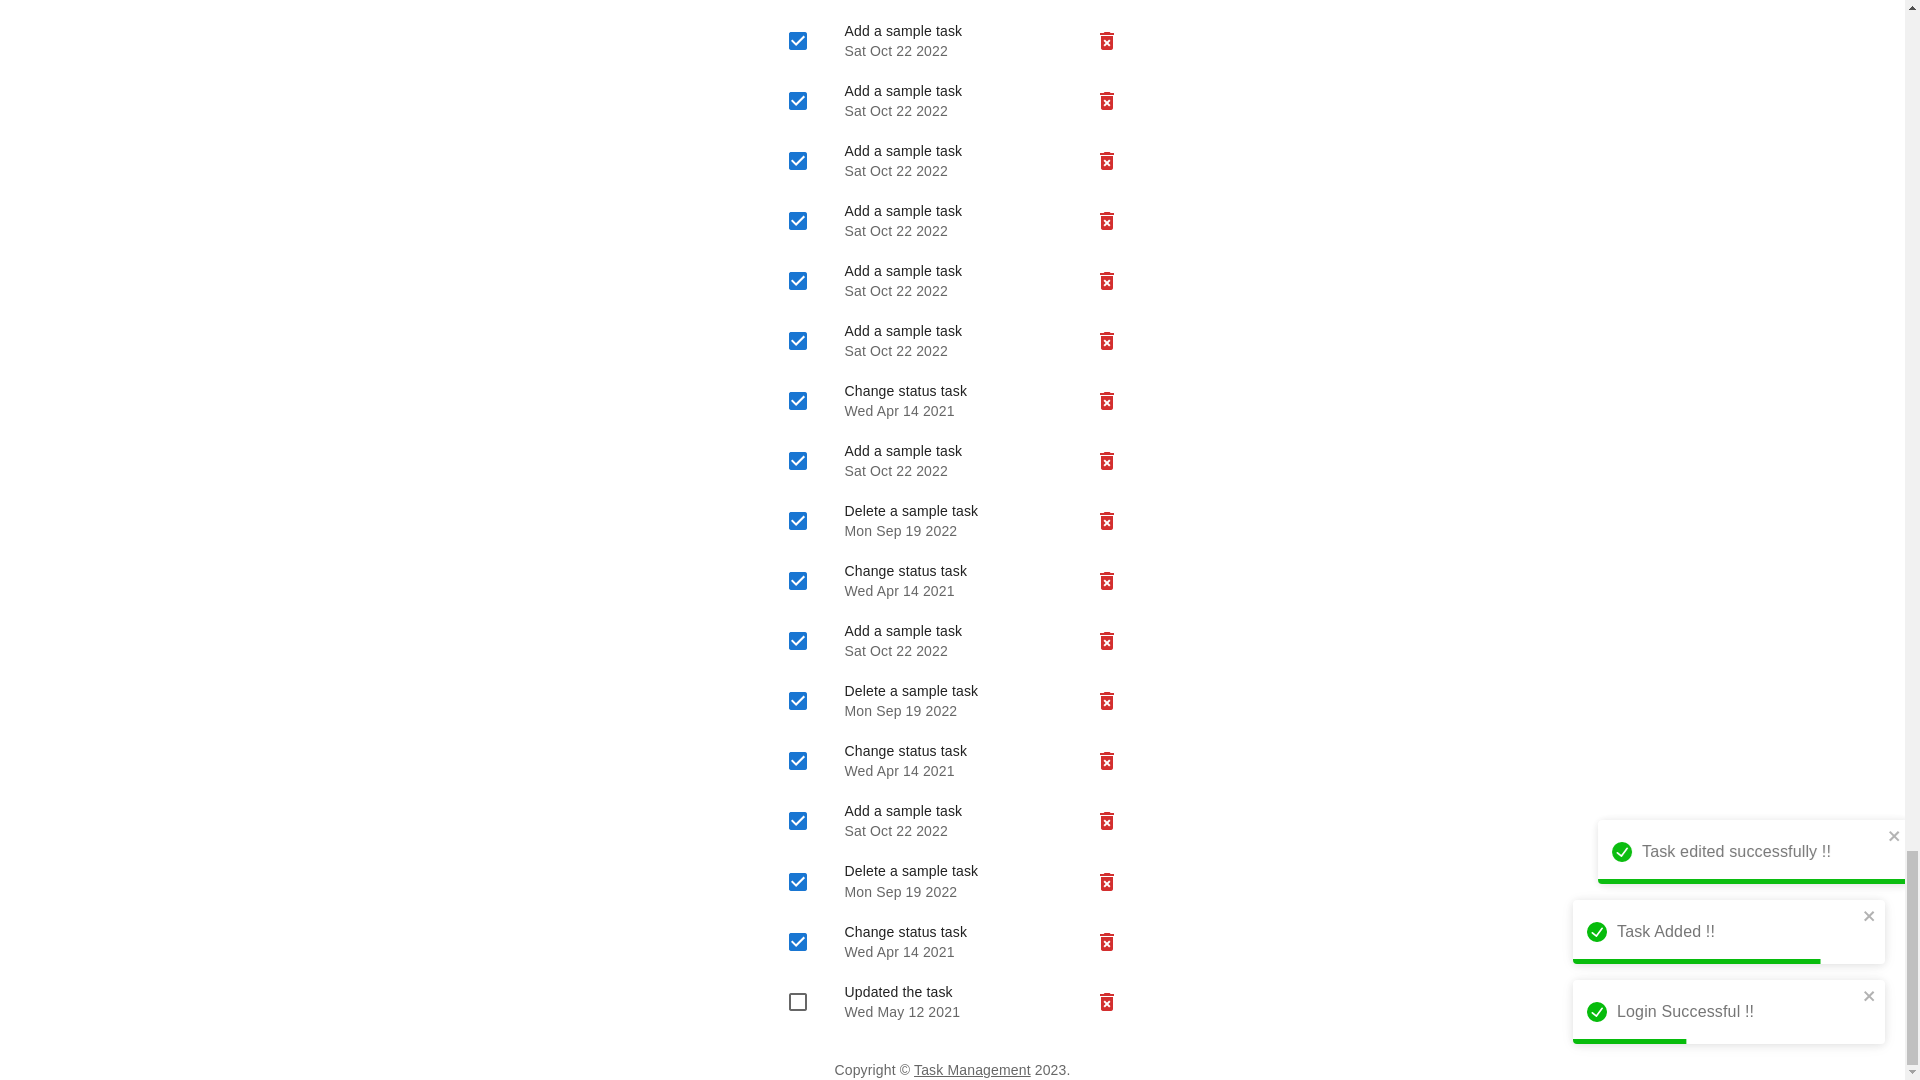 Add a sample task
Sat Oct 22 2022
Add a sample task
Sat Oct 22 2022
Add a sample task
Sat Oct 22 2022
Add a sample task
Sat Oct 22 2022
Add a sample task
Sat Oct 22 2022
Add a sample task
Sat Oct 22 2022
Change status task
Wed Apr 14 2021
Add a sample task
Sat Oct 22 2022
Delete a sample task
Mon Sep 19 2022
Change status task
Wed Apr 14 2021
Add a sample task
Sat Oct 22 2022
Delete a sample task
Mon Sep 19 2022
Change status task
Wed Apr 14 2021
Add a sample task
Sat Oct 22 2022
Delete a sample task
Mon Sep 19 2022
Change status task
Wed Apr 14 2021
Updated the task
Wed May 12 2021
Copyright © Task Management 2023.
Task edited successfully !!
Task Added !!
Login Successful !!